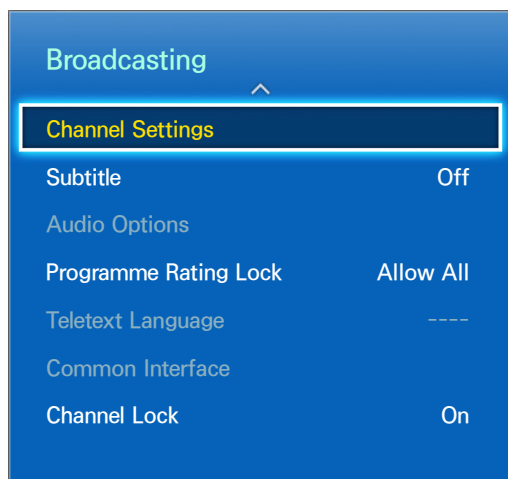 Broadcasting
Channel Settings
Subtitle Off
Audio Options
Programme Rating Lock Allow All
Teletext Language ----
Common Interface
Channel Lock On